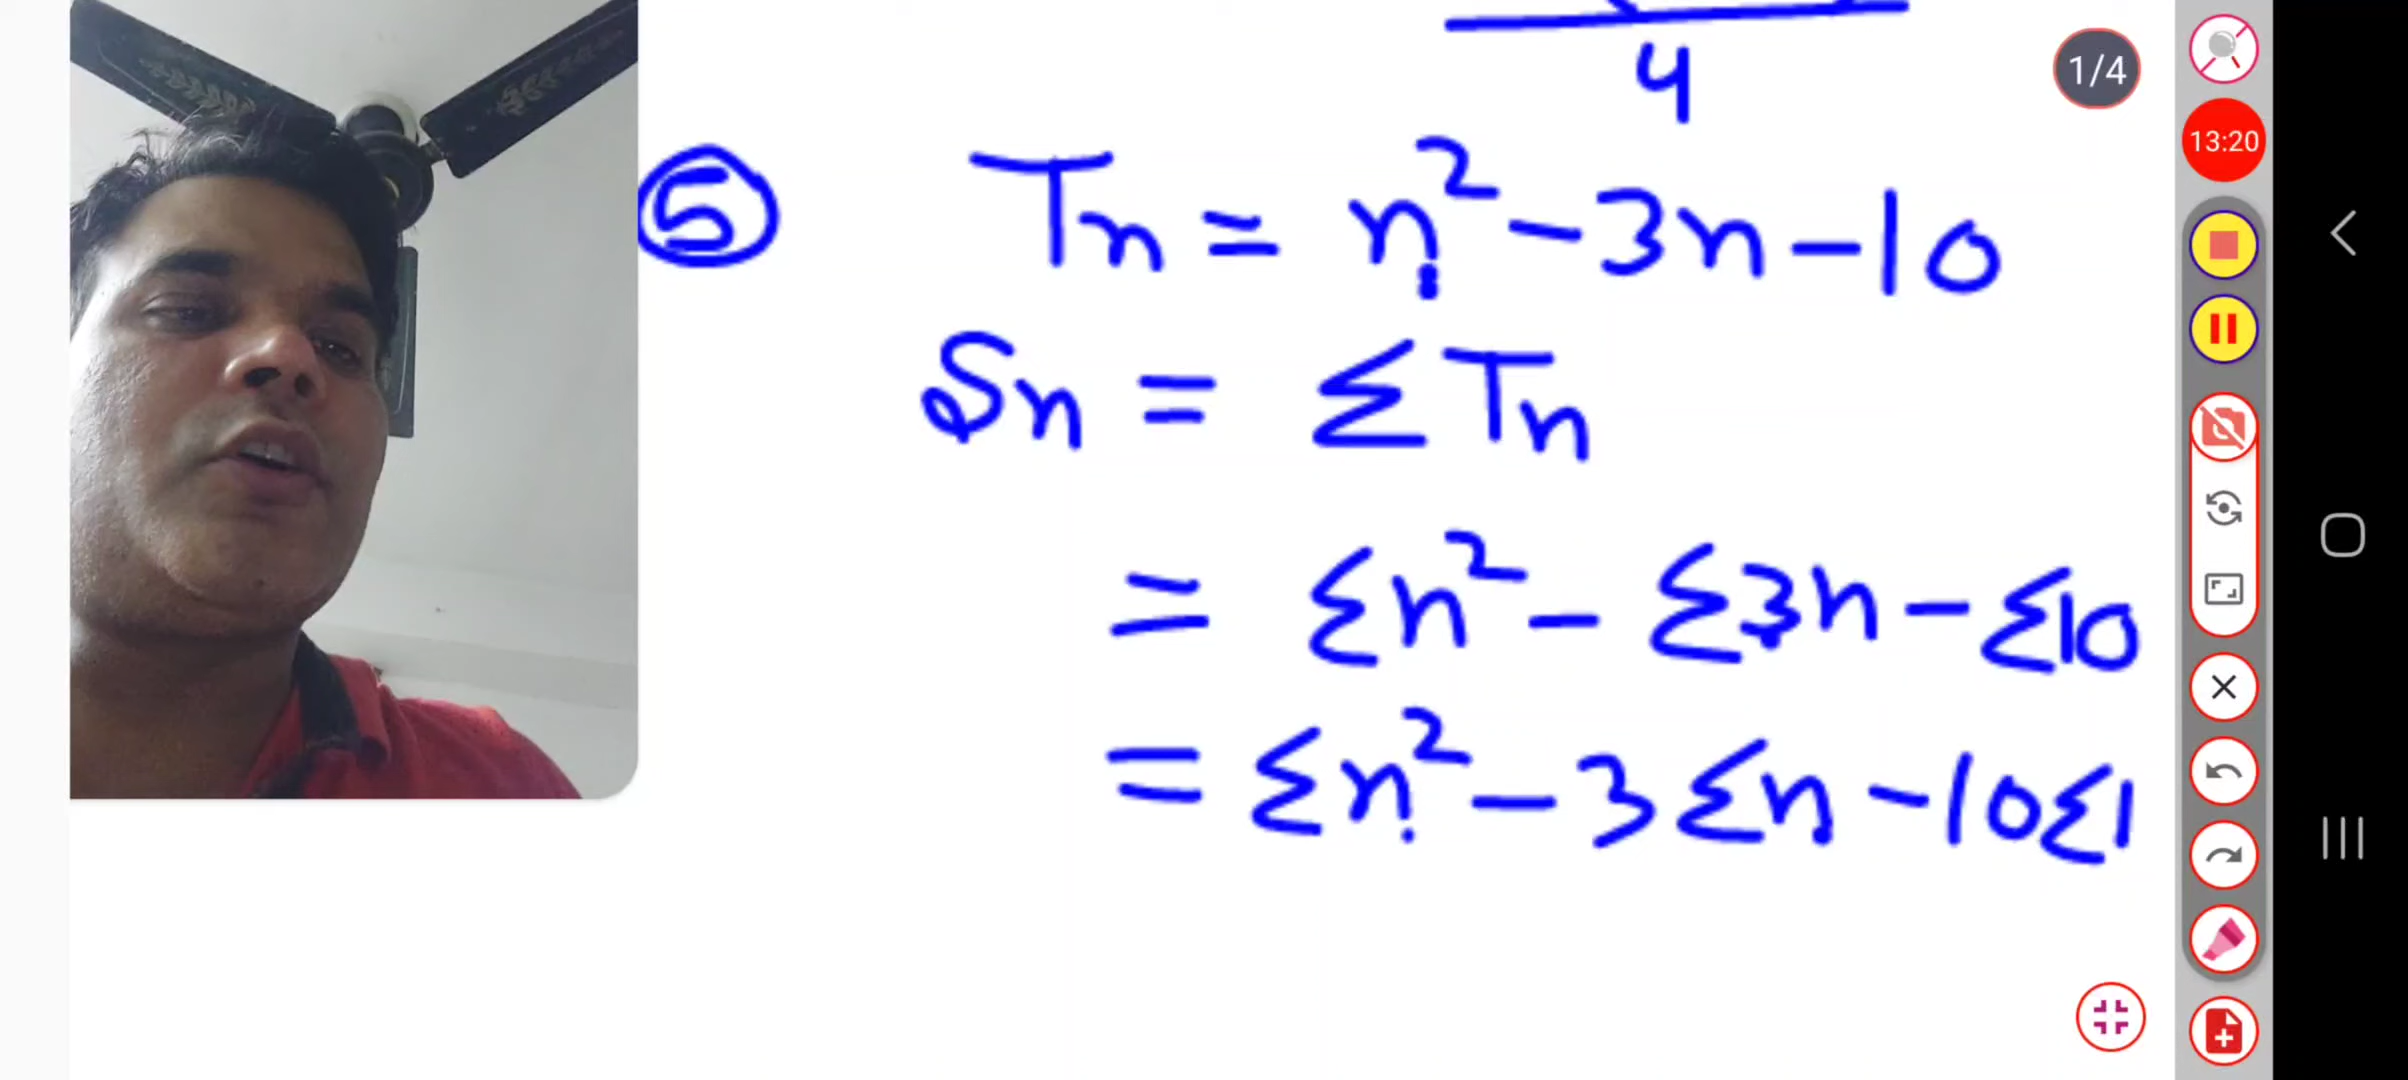 4
1/4
13:20
⑤ Tn = n² - 3n - 10
Sn = ΣTn
= Σn² - Σ3n - Σ10
= Σn² - 3Σn - 10Σ1